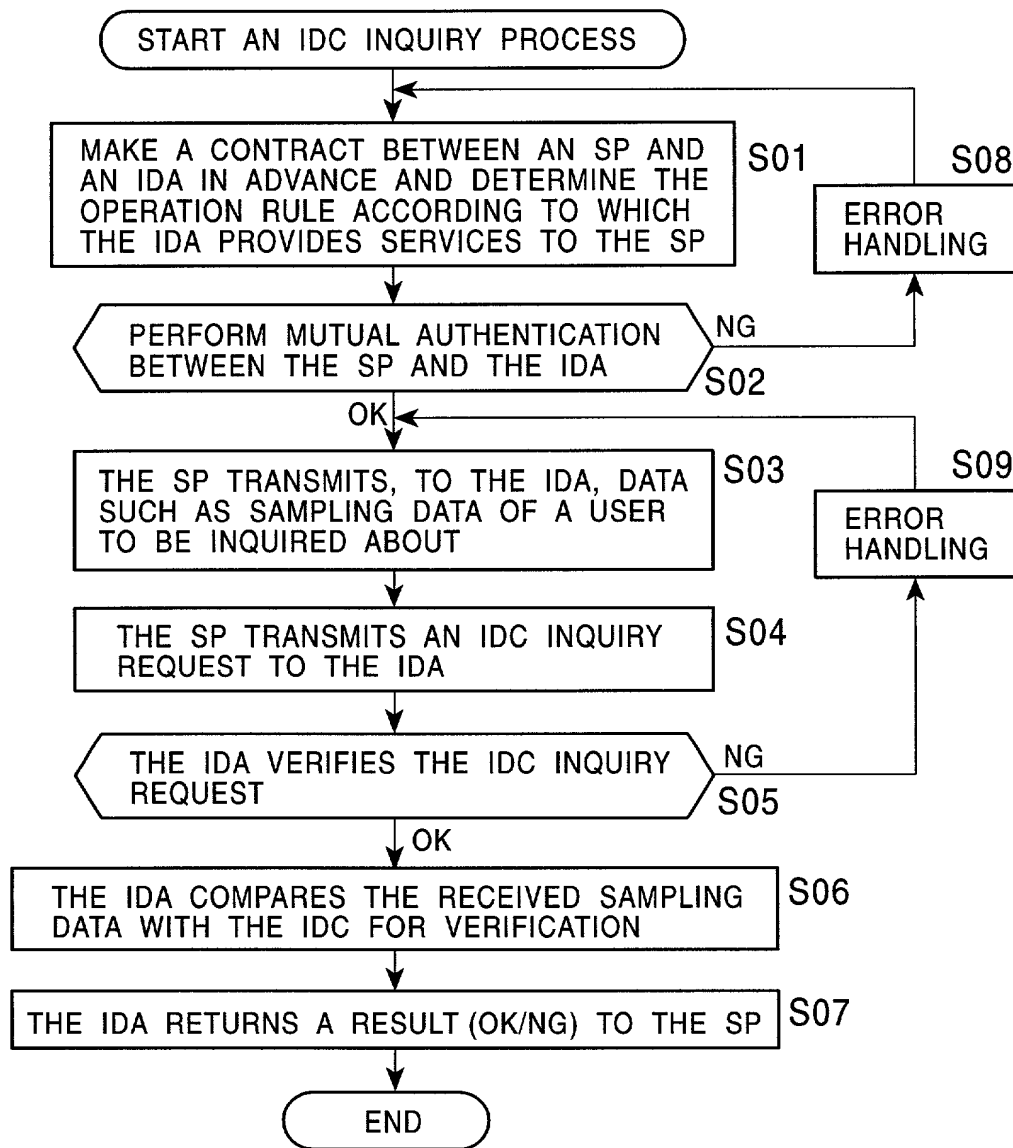 START AN IDC INQUIRY PROCESS
MAKE A CONTRACT BETWEEN AN SP AND
AN IDA IN ADVANCE AND DETERMINE THE
OPERATION RULE ACCORDING TO WHICH
THE IDA PROVIDES SERVICES TO THE SP
S01
S08
ERROR
HANDLING
PERFORM MUTUAL AUTHENTICATION
BETWEEN THE SP AND THE IDA
NG
S02
OK
THE SP TRANSMITS, TO THE IDA, DATA
SUCH AS SAMPLING DATA OF A USER
TO BE INQUIRED ABOUT
S03
S09
ERROR
HANDLING
THE SP TRANSMITS AN IDC INQUIRY
REQUEST TO THE IDA
S04
THE IDA VERIFIES THE IDC INQUIRY
REQUEST
NG
S05
OK
THE IDA COMPARES THE RECEIVED SAMPLING
DATA WITH THE IDC FOR VERIFICATION
S06
THE IDA RETURNS A RESULT (OK/NG) TO THE SP
S07
END